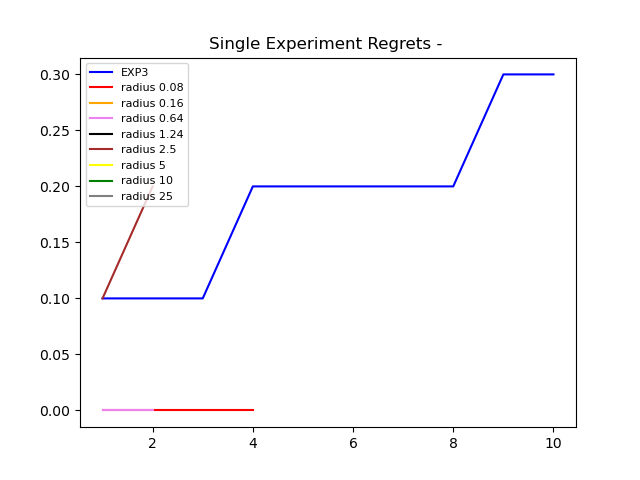 Single Experiment Regrets -
0.30
0.25
0.20
0.15
0.10
0.05
0.00
EXP3
radius 0.08
radius 0.16
radius 0.64
radius 1.24
radius 2.5
radius 5
radius 10
radius 25
2 4 6 8 10